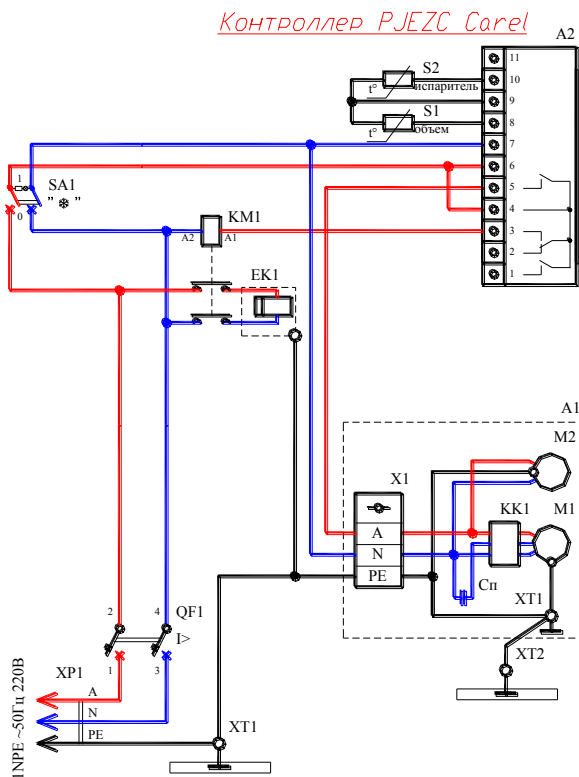 Контроллер PJEZC Carel
A2
11
S2
t°
испаритель
10
9
S1
t°
объем
8
7
1
SA1
6
" ❄ "
5
0
4
KM1
A2
A1
3
2
EK1
1
A1
M2
X1
KK1
M1
A
N
PE
Сп
XT1
2
4
QF1
I>
XT2
1
3
XP1
A
N
PE
XT1
1NPE ~50Гц 220В